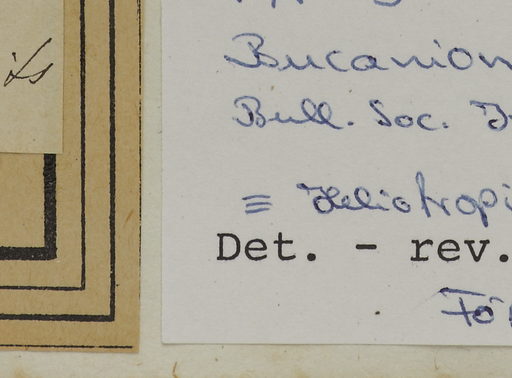 Bucanion
Bull. Soc.
≡ Heliotropi
Det. - rev.